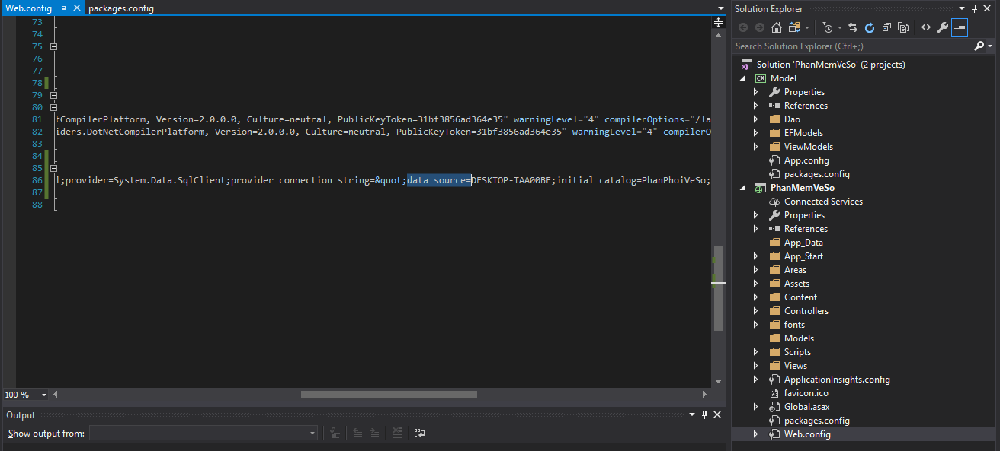 Web.config
packages.config
73
74
75
76
77
78
79
80
81 tCompilerPlatform, Version=2.0.0.0, Culture=neutral, PublicKeyToken=31bf3856ad364e35" warningLevel="4" compilerOptions="/la
82 iders.DotNetCompilerPlatform, Version=2.0.0.0, Culture=neutral, PublicKeyToken=31bf3856ad364e35" warningLevel="4" compilerO
83
84
85
86 l;provider=System.Data.SqlClient;provider connection string=&quot;data source=DESKTOP-TAA00BF;initial catalog=PhanPhoiVeSo;
87
88
100 %
Output
Show output from:
Solution Explorer
Search Solution Explorer (Ctrl+;)
Solution 'PhanMemVeSo' (2 projects)
C# Model
Properties
References
Dao
EFModels
ViewModels
App.config
packages.config
PhanMemVeSo
Connected Services
Properties
References
App_Data
App_Start
Areas
Assets
Content
Controllers
fonts
Models
Scripts
Views
ApplicationInsights.config
favicon.ico
Global.asax
packages.config
Web.config